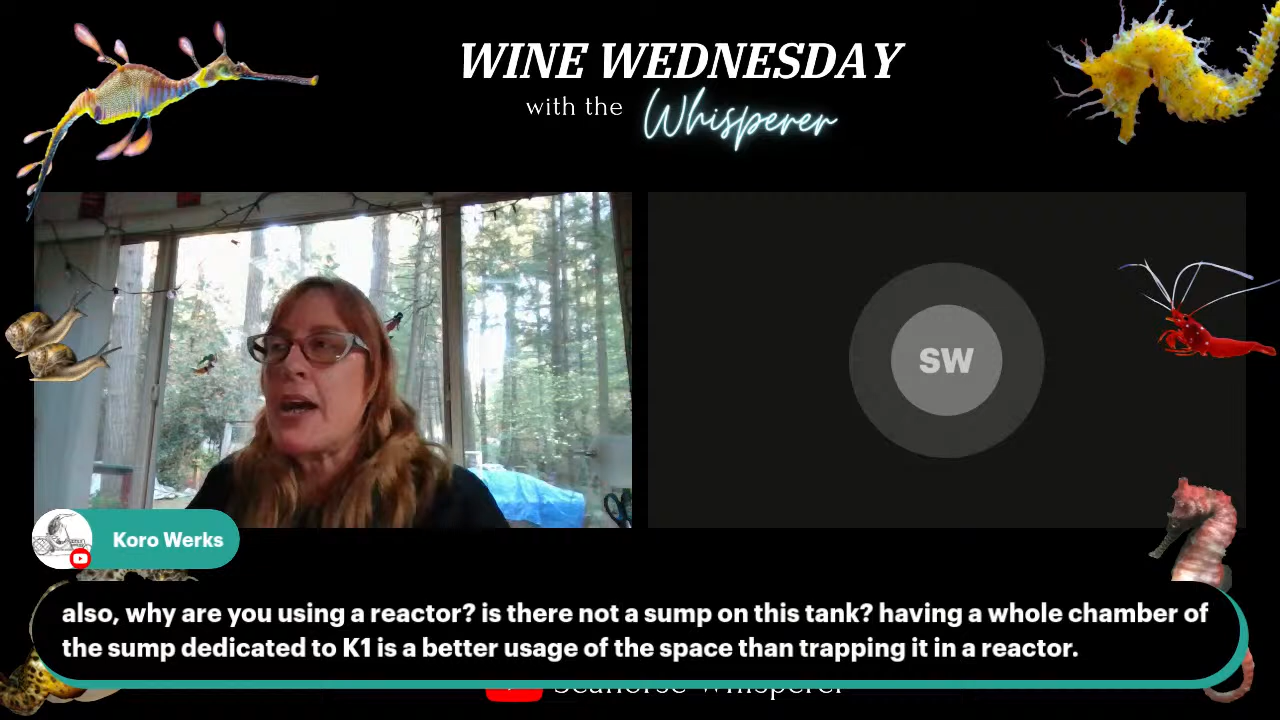 WINE WEDNESDAY
with the Whisperer
SW
Koro Werks
also, why are you using a reactor? is there not a sump on this tank? having a whole chamber of
the sump dedicated to K1 is a better usage of the space than trapping it in a reactor.
Seahorse Whisperer